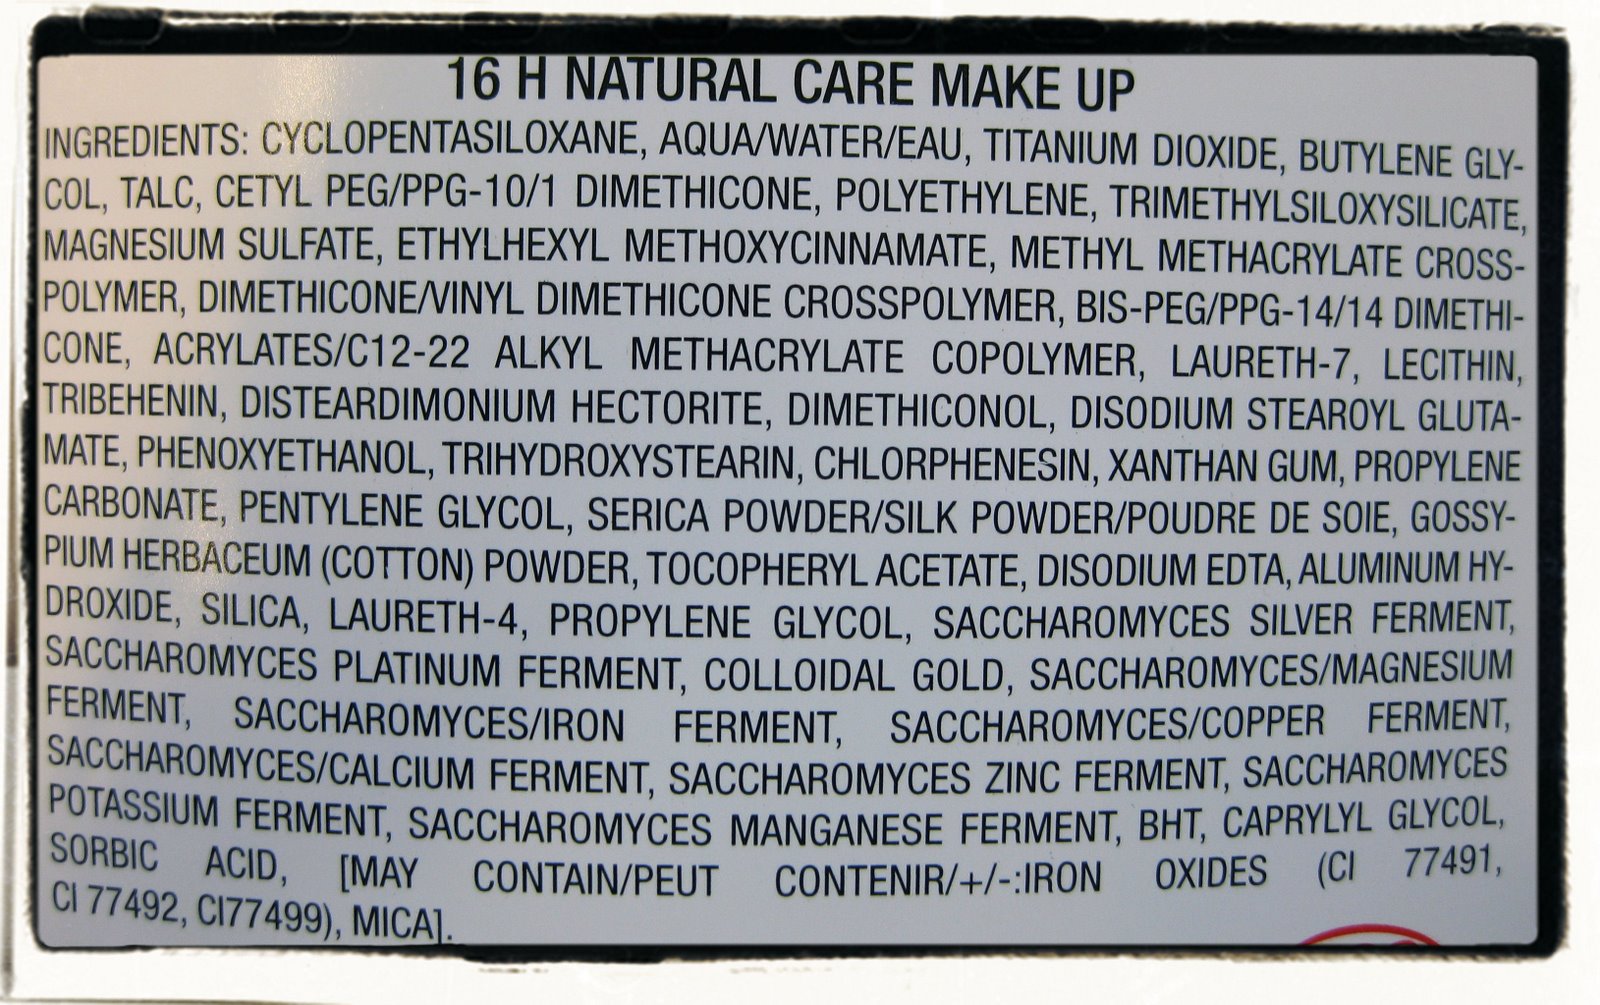 16 H NATURAL CARE MAKE UP
INGREDIENTS: CYCLOPENTASILOXANE, AQUA/WATER/EAU, TITANIUM DIOXIDE, BUTYLENE GLY-
COL, TALC, CETYL PEG/PPG-10/1 DIMETHICONE, POLYETHYLENE, TRIMETHYLSILOXYSILICATE,
MAGNESIUM SULFATE, ETHYLHEXYL METHOXYCINNAMATE, METHYL METHACRYLATE CROSS-
POLYMER, DIMETHICONE/VINYL DIMETHICONE CROSSPOLYMER, BIS-PEG/PPG-14/14 DIMETHI-
CONE, ACRYLATES/C12-22 ALKYL METHACRYLATE COPOLYMER, LAURETH-7, LECITHIN,
TRIBEHENIN, DISTEARDIMONIUM HECTORITE, DIMETHICONOL, DISODIUM STEAROYL GLUTA-
MATE, PHENOXYETHANOL, TRIHYDROXYSTEARIN, CHLORPHENESIN, XANTHAN GUM, PROPYLENE
CARBONATE, PENTYLENE GLYCOL, SERICA POWDER/SILK POWDER/POUDRE DE SOIE, GOSSY-
PIUM HERBACEUM (COTTON) POWDER, TOCOPHERYL ACETATE, DISODIUM EDTA, ALUMINUM HY-
DROXIDE, SILICA, LAURETH-4, PROPYLENE GLYCOL, SACCHAROMYCES SILVER FERMENT,
SACCHAROMYCES PLATINUM FERMENT, COLLOIDAL GOLD, SACCHAROMYCES/MAGNESIUM
FERMENT, SACCHAROMYCES/IRON FERMENT, SACCHAROMYCES/COPPER FERMENT,
SACCHAROMYCES/CALCIUM FERMENT, SACCHAROMYCES ZINC FERMENT, SACCHAROMYCES
POTASSIUM FERMENT, SACCHAROMYCES MANGANESE FERMENT, BHT, CAPRYLYL GLYCOL,
SORBIC ACID, [MAY CONTAIN/PEUT CONTENIR/+/-:IRON OXIDES (CI 77491,
CI 77492, CI77499), MICA].